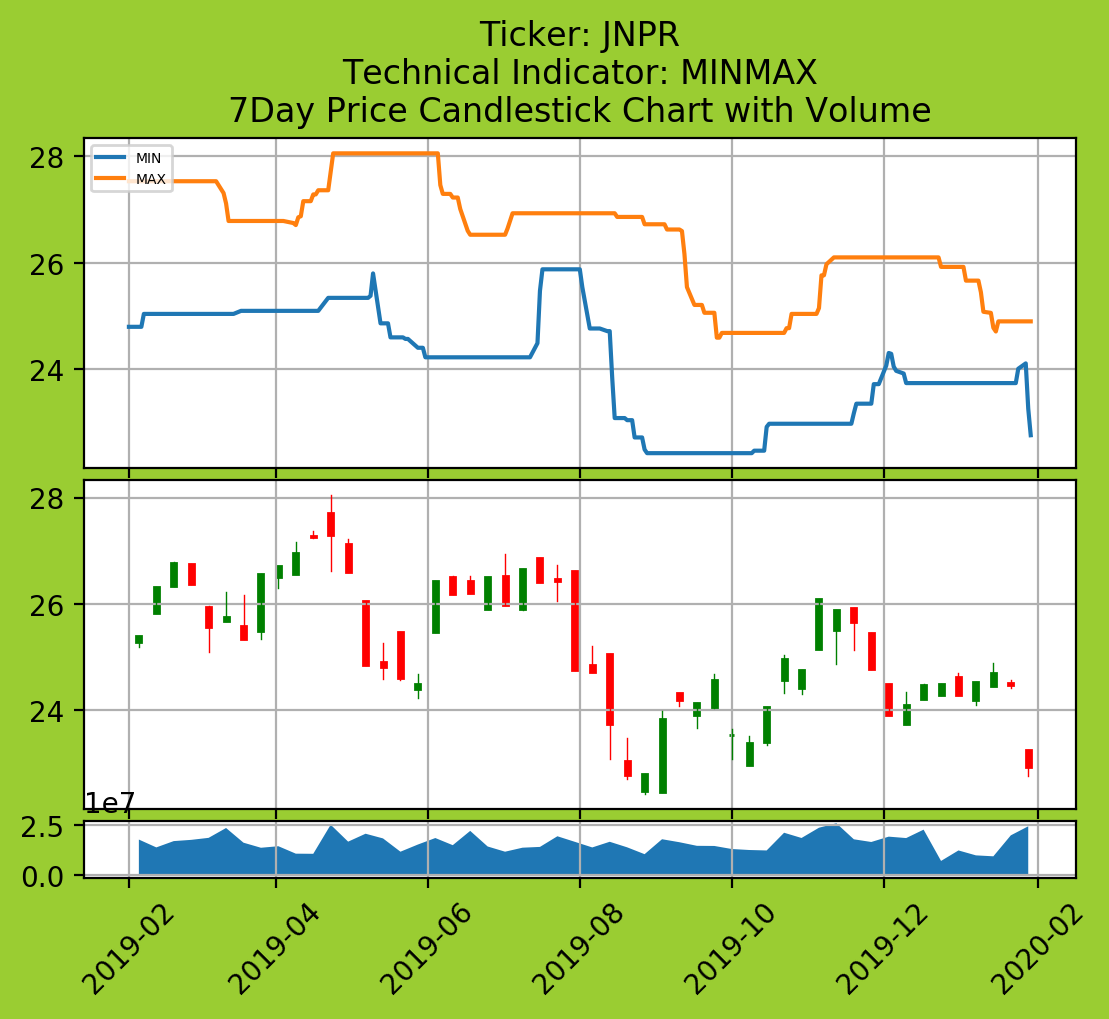 Ticker: JNPR
Technical Indicator: MINMAX
7Day Price Candlestick Chart with Volume
MIN
MAX
28
26
24
28
26
24
1e7
2.5
0.0
2019-02
2019-04
2019-06
2019-08
2019-10
2019-12
2020-02